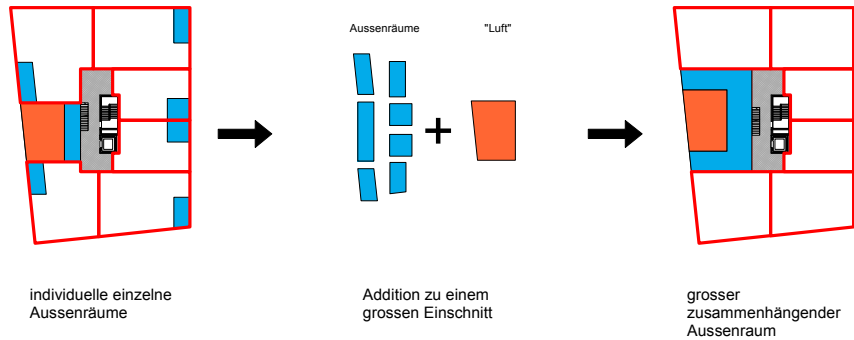 Aussenräume
"Luft"
individuelle einzelne
Aussenräume
Addition zu einem
grossen Einschnitt
grosser
zusammenhängender
Aussenraum